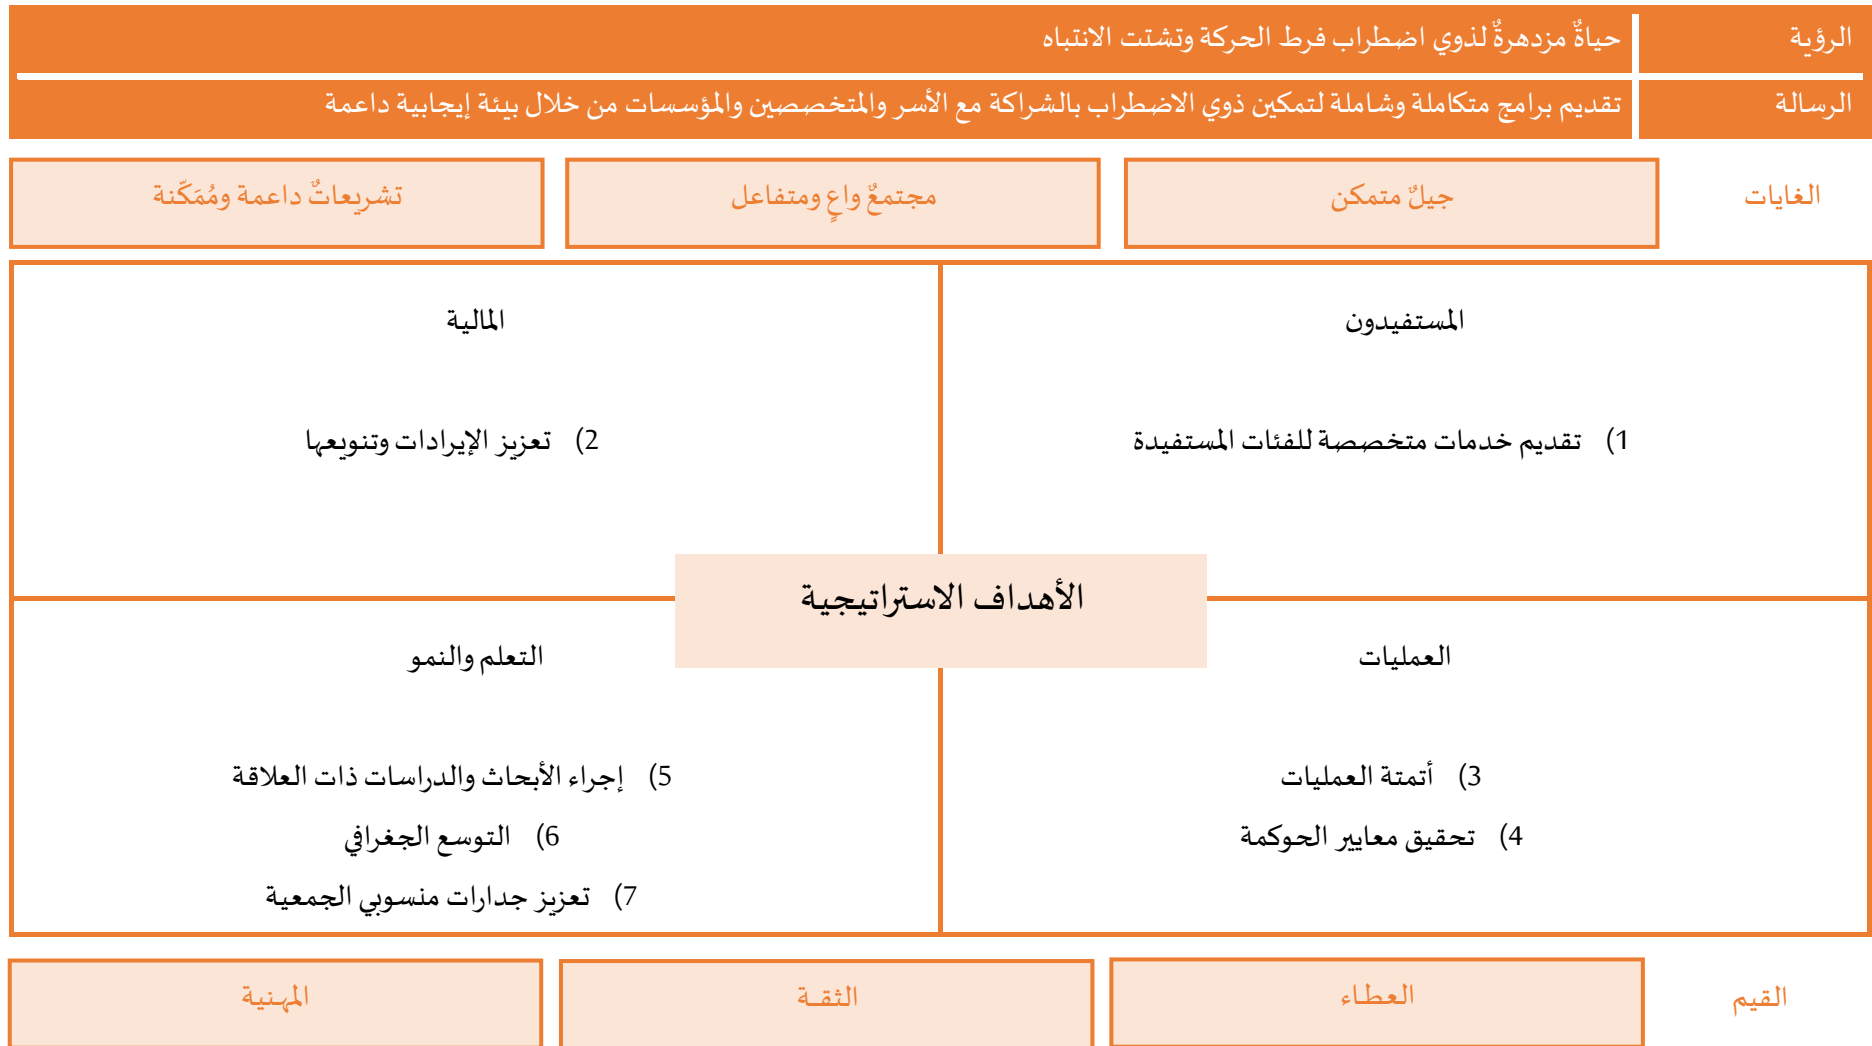 الرؤية
حياةٌ مزدهرةٌ لذوي اضطراب فرط الحركة وتشتت الانتباه
الرسالة
تقديم برامج متكاملة وشاملة لتمكين ذوي الاضطراب بالشراكة مع الأسر والمتخصصين والمؤسسات من خلال بيئة إيجابية داعمة
الغايات
جيلٌ متمكن
مجتمعٌ واعٍ ومتفاعل
تشريعاتٌ داعمة ومُمَكّنة
المستفيدون
1) تقديم خدمات متخصصة للفئات المستفيدة
المالية
2) تعزيز الإيرادات وتنويعها
الأهداف الاستراتيجية
العمليات
3) أتمتة العمليات
4) تحقيق معايير الحوكمة
التعلم والنمو
5) إجراء الأبحاث والدراسات ذات العلاقة
6) التوسع الجغرافي
7) تعزيز جدارات منسوبي الجمعية
القيم
العطاء
الثقة
المهنية